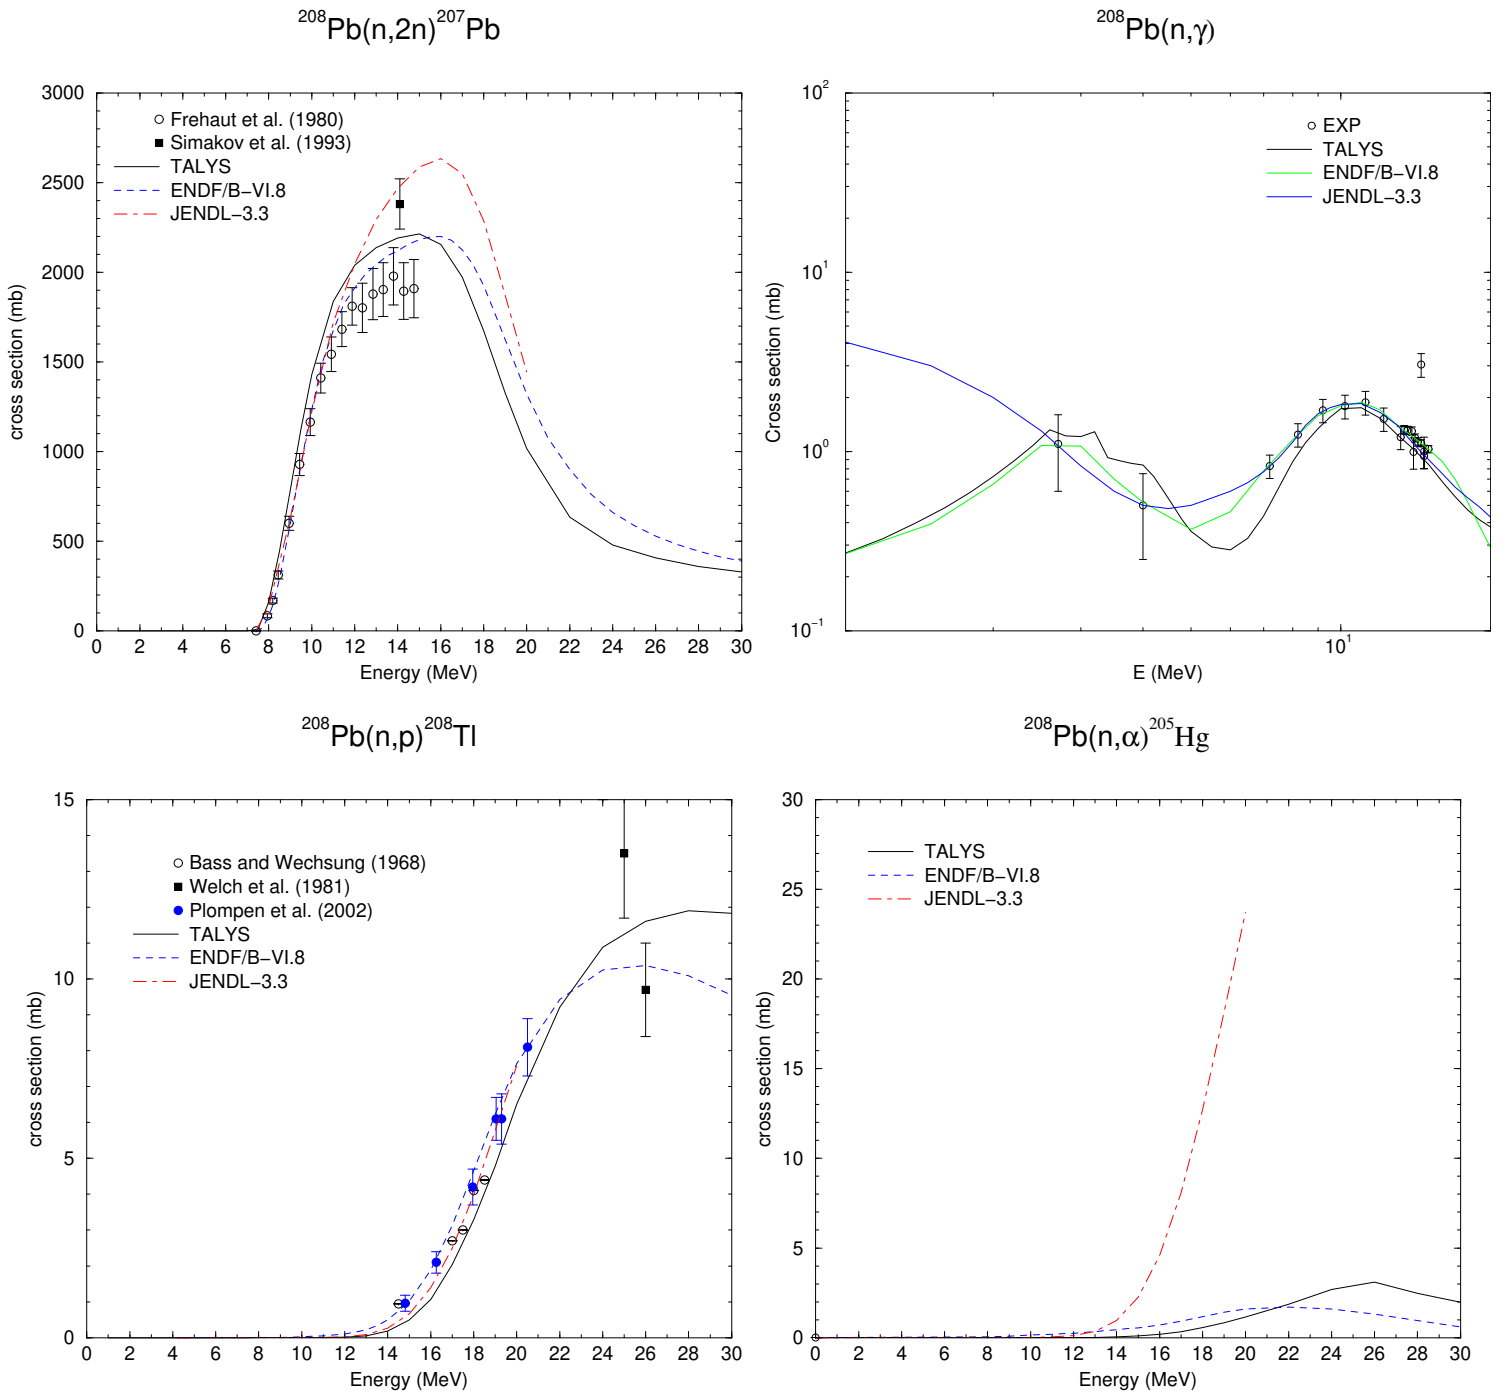 208Pb(n,2n)207Pb
3000
2500
2000
1500
1000
500
0
cross section (mb)
Frehaut et al. (1980)
Simakov et al. (1993)
TALYS
ENDF/B−VI.8
JENDL−3.3
0 2 4 6 8 10 12 14 16 18 20 22 24 26 28 30
Energy (MeV)
208Pb(n,γ)
10^2
10^1
10^0
10^−1
Cross section (mb)
EXP
TALYS
ENDF/B−VI.8
JENDL−3.3
10^1
E (MeV)
208Pb(n,p)208Tl
15
10
5
0
cross section (mb)
Bass and Wechsung (1968)
Welch et al. (1981)
Plompen et al. (2002)
TALYS
ENDF/B−VI.8
JENDL−3.3
0 2 4 6 8 10 12 14 16 18 20 22 24 26 28 30
Energy (MeV)
208Pb(n,α)205Hg
30
25
20
15
10
5
0
cross section (mb)
TALYS
ENDF/B−VI.8
JENDL−3.3
0 2 4 6 8 10 12 14 16 18 20 22 24 26 28 30
Energy (MeV)